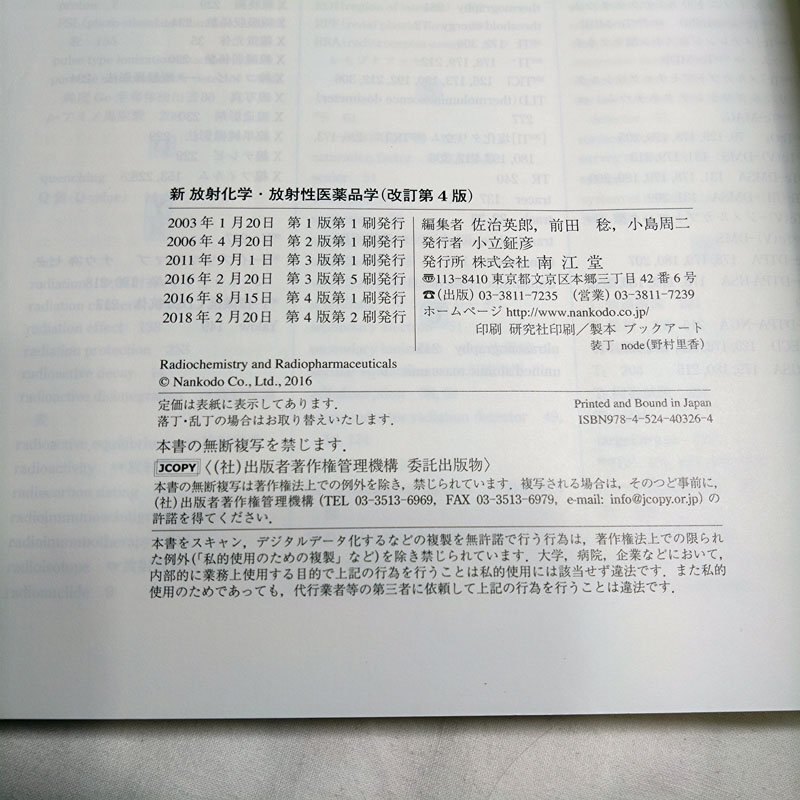 新 放射化学・放射性医薬品学(改訂第4版)
2003年1月20日 第1版第1刷発行
2006年4月20日 第2版第1刷発行
2011年9月1日 第3版第1刷発行
2016年2月20日 第3版第5刷発行
2016年8月15日 第4版第1刷発行
2018年2月20日 第4版第2刷発行
編集者 佐治英郎, 前田 稔, 小島周二
発行者 小立鉦彦
発行所 株式会社 南江堂
〠113-8410 東京都文京区本郷三丁目42番6号
☎(出版) 03-3811-7235 (営業) 03-3811-7239
ホームページ http://www.nankodo.co.jp/
印刷 研究社印刷/製本 ブックアート
装丁 node(野村里香)
Radiochemistry and Radiopharmaceuticals
© Nankodo Co., Ltd., 2016
定価は表紙に表示してあります.
落丁・乱丁の場合はお取り替えいたします.
Printed and Bound in Japan
ISBN978-4-524-40326-4
本書の無断複写を禁じます.
JCOPY〈(社)出版者著作権管理機構 委託出版物〉
本書の無断複写は著作権法上での例外を除き, 禁じられています. 複写される場合は, そのつど事前に,
(社)出版者著作権管理機構(TEL 03-3513-6969, FAX 03-3513-6979, e-mail: info@jcopy.or.jp)の
許諾を得てください.
本書をスキャン, デジタルデータ化するなどの複製を無許諾で行う行為は, 著作権法上での限られ
た例外(「私的使用のための複製」など)を除き禁じられています. 大学, 病院, 企業などにおいて,
内部的に業務上使用する目的で上記の行為を行うことは私的使用には該当せず違法です. また私的
使用のためであっても, 代行業者等の第三者に依頼して上記の行為を行うことは違法です.